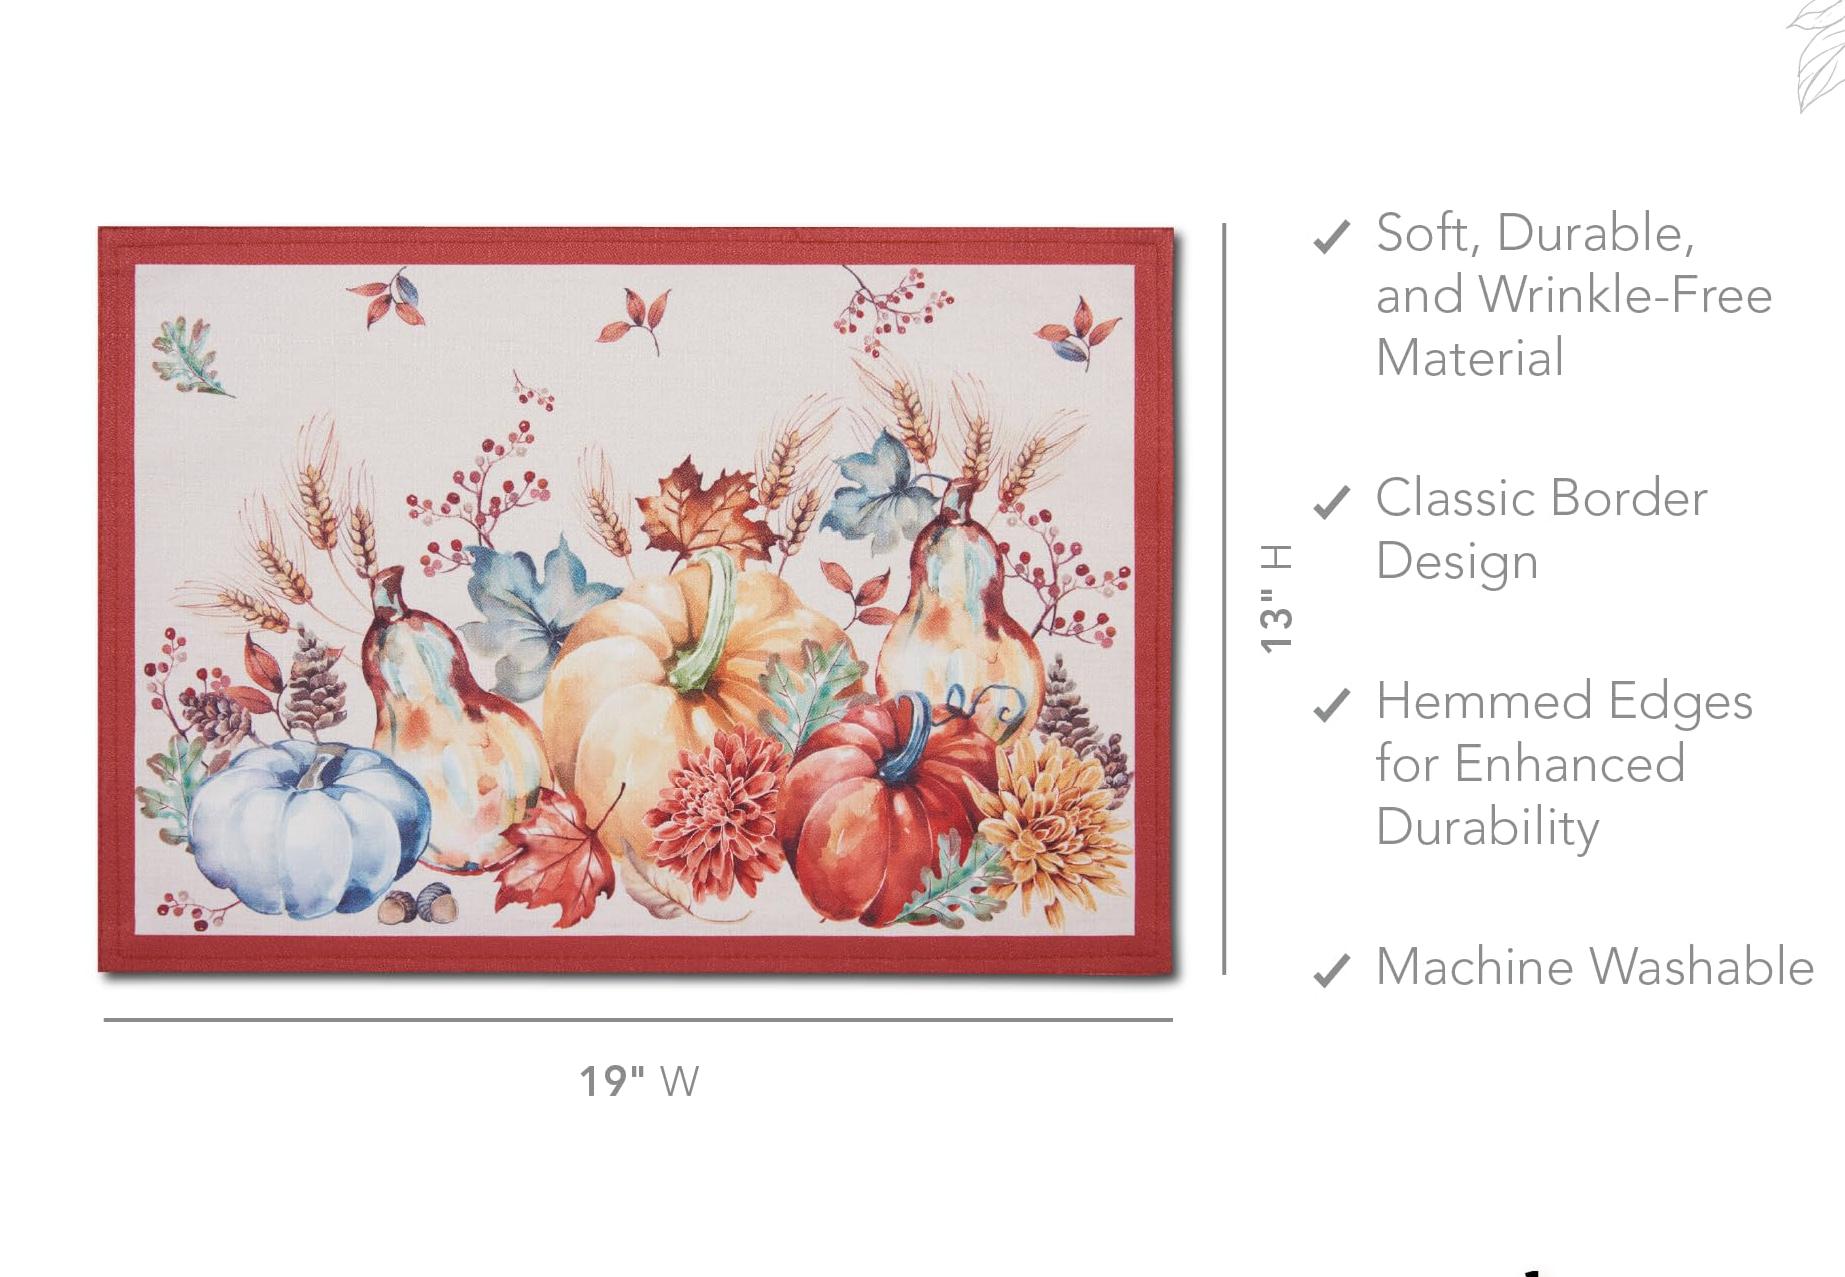 Soft, Durable,
and Wrinkle-Free
Material
Classic Border
Design
Hemmed Edges
for Enhanced
Durability
Machine Washable
13" H
19" W